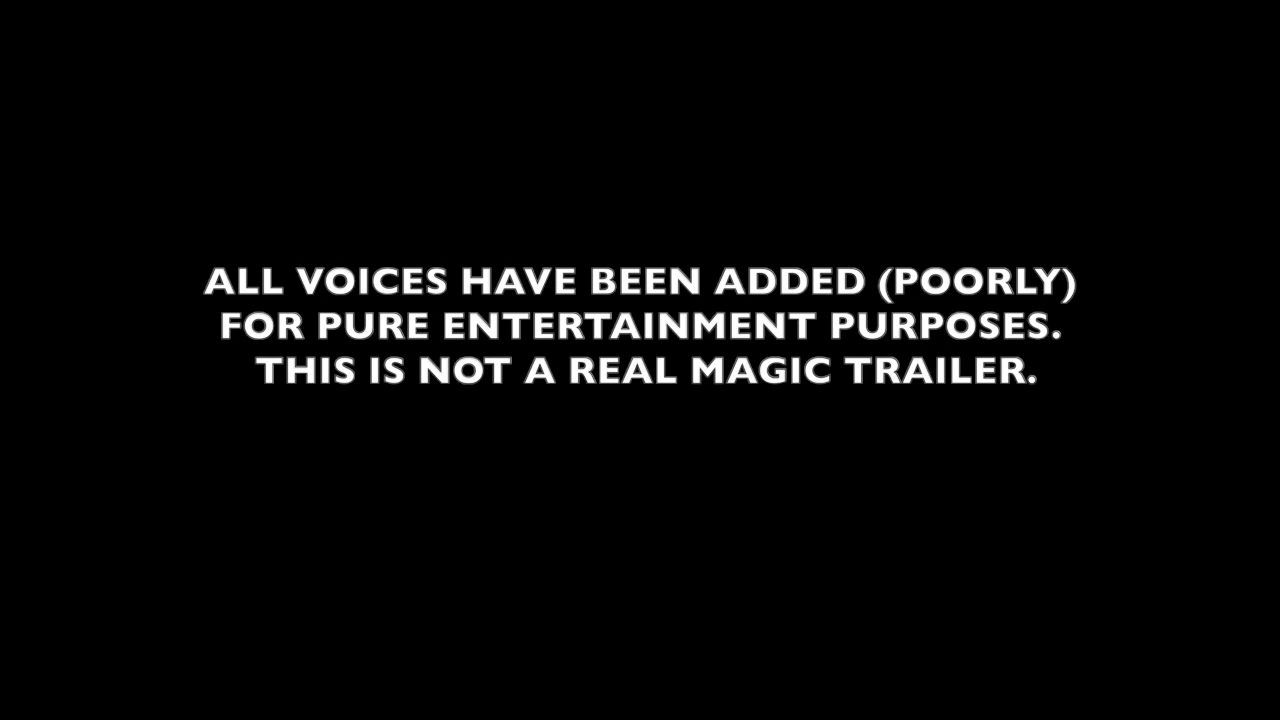 ALL VOICES HAVE BEEN ADDED (POORLY)
FOR PURE ENTERTAINMENT PURPOSES.
THIS IS NOT A REAL MAGIC TRAILER.